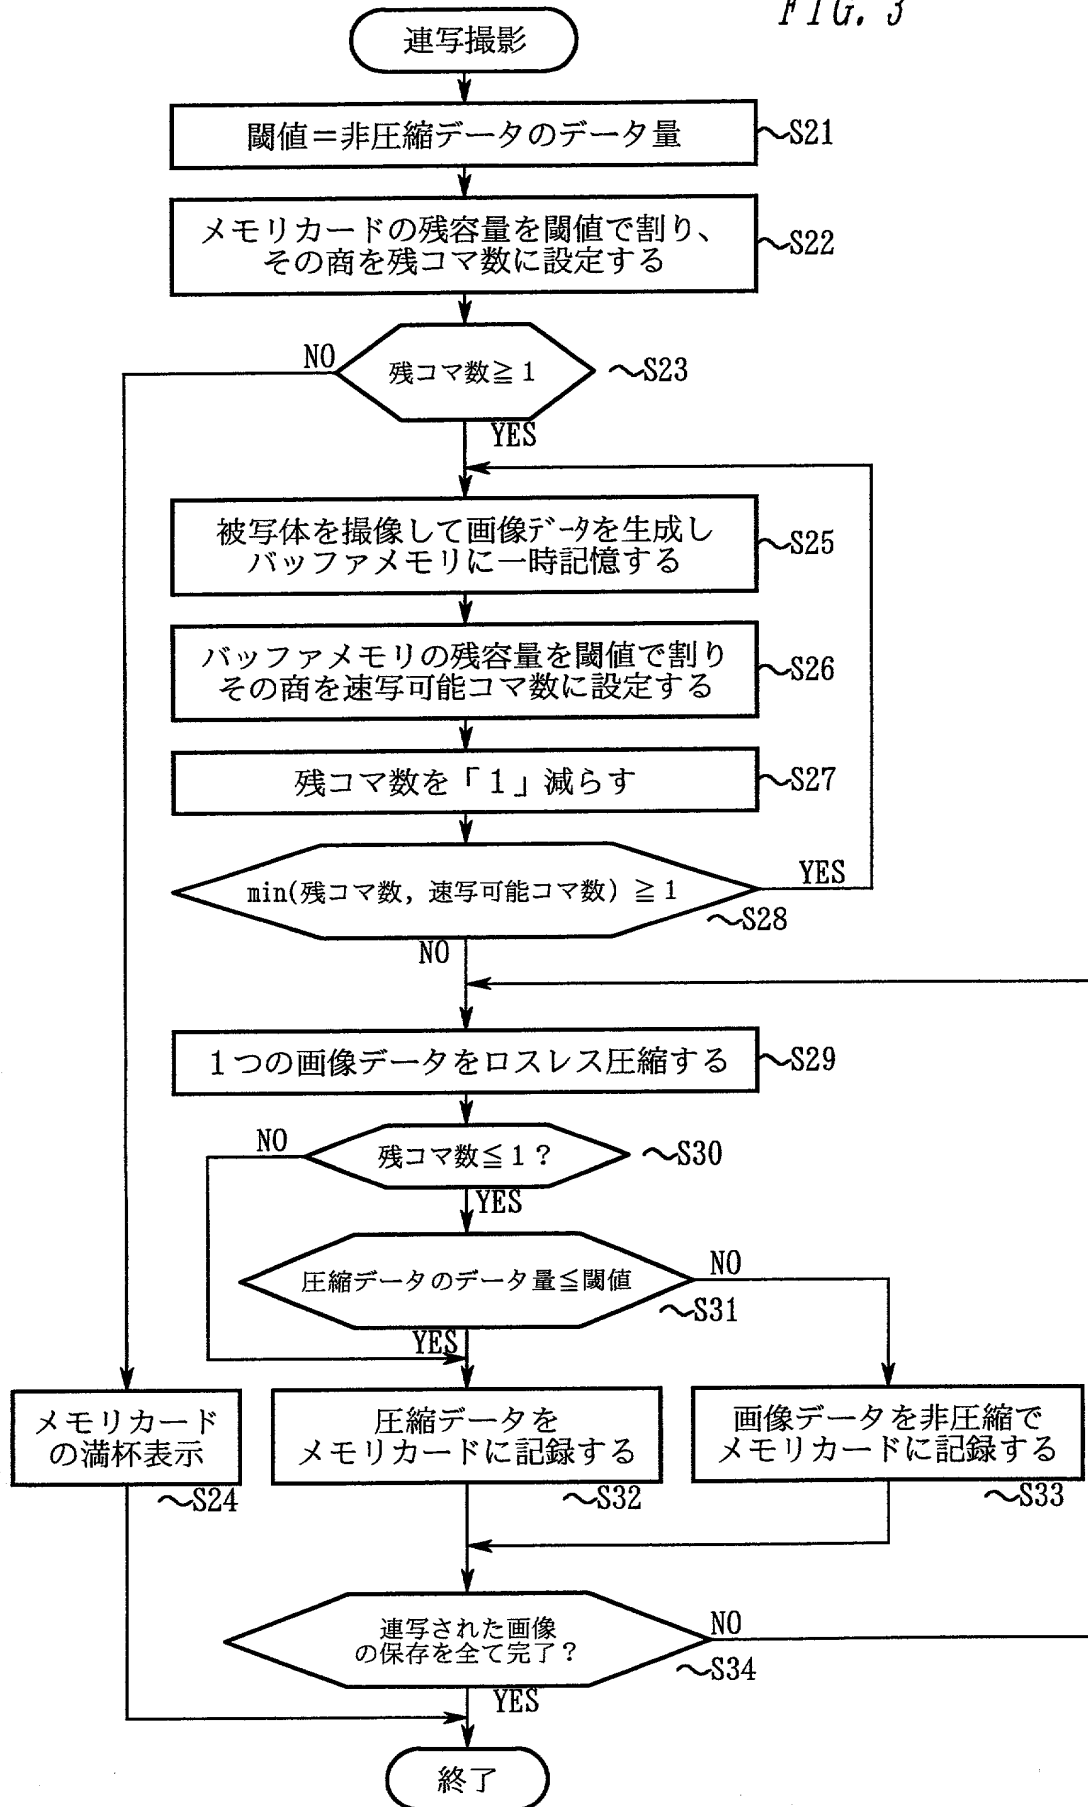 FIG. 3
連写撮影
閾値＝非圧縮データのデータ量
～S21
メモリカードの残容量を閾値で割り、
その商を残コマ数に設定する
～S22
残コマ数≧１
～S23
NO
YES
被写体を撮像して画像データを生成し
バッファメモリに一時記憶する
～S25
バッファメモリの残容量を閾値で割り
その商を速写可能コマ数に設定する
～S26
残コマ数を「１」減らす
～S27
min(残コマ数, 速写可能コマ数) ≧１
YES
～S28
NO
１つの画像データをロスレス圧縮する
～S29
残コマ数≦１？
～S30
NO
YES
圧縮データのデータ量≦閾値
NO
～S31
YES
メモリカード
の満杯表示
～S24
圧縮データを
メモリカードに記録する
～S32
画像データを非圧縮で
メモリカードに記録する
～S33
連写された画像
の保存を全て完了？
NO
～S34
YES
終了